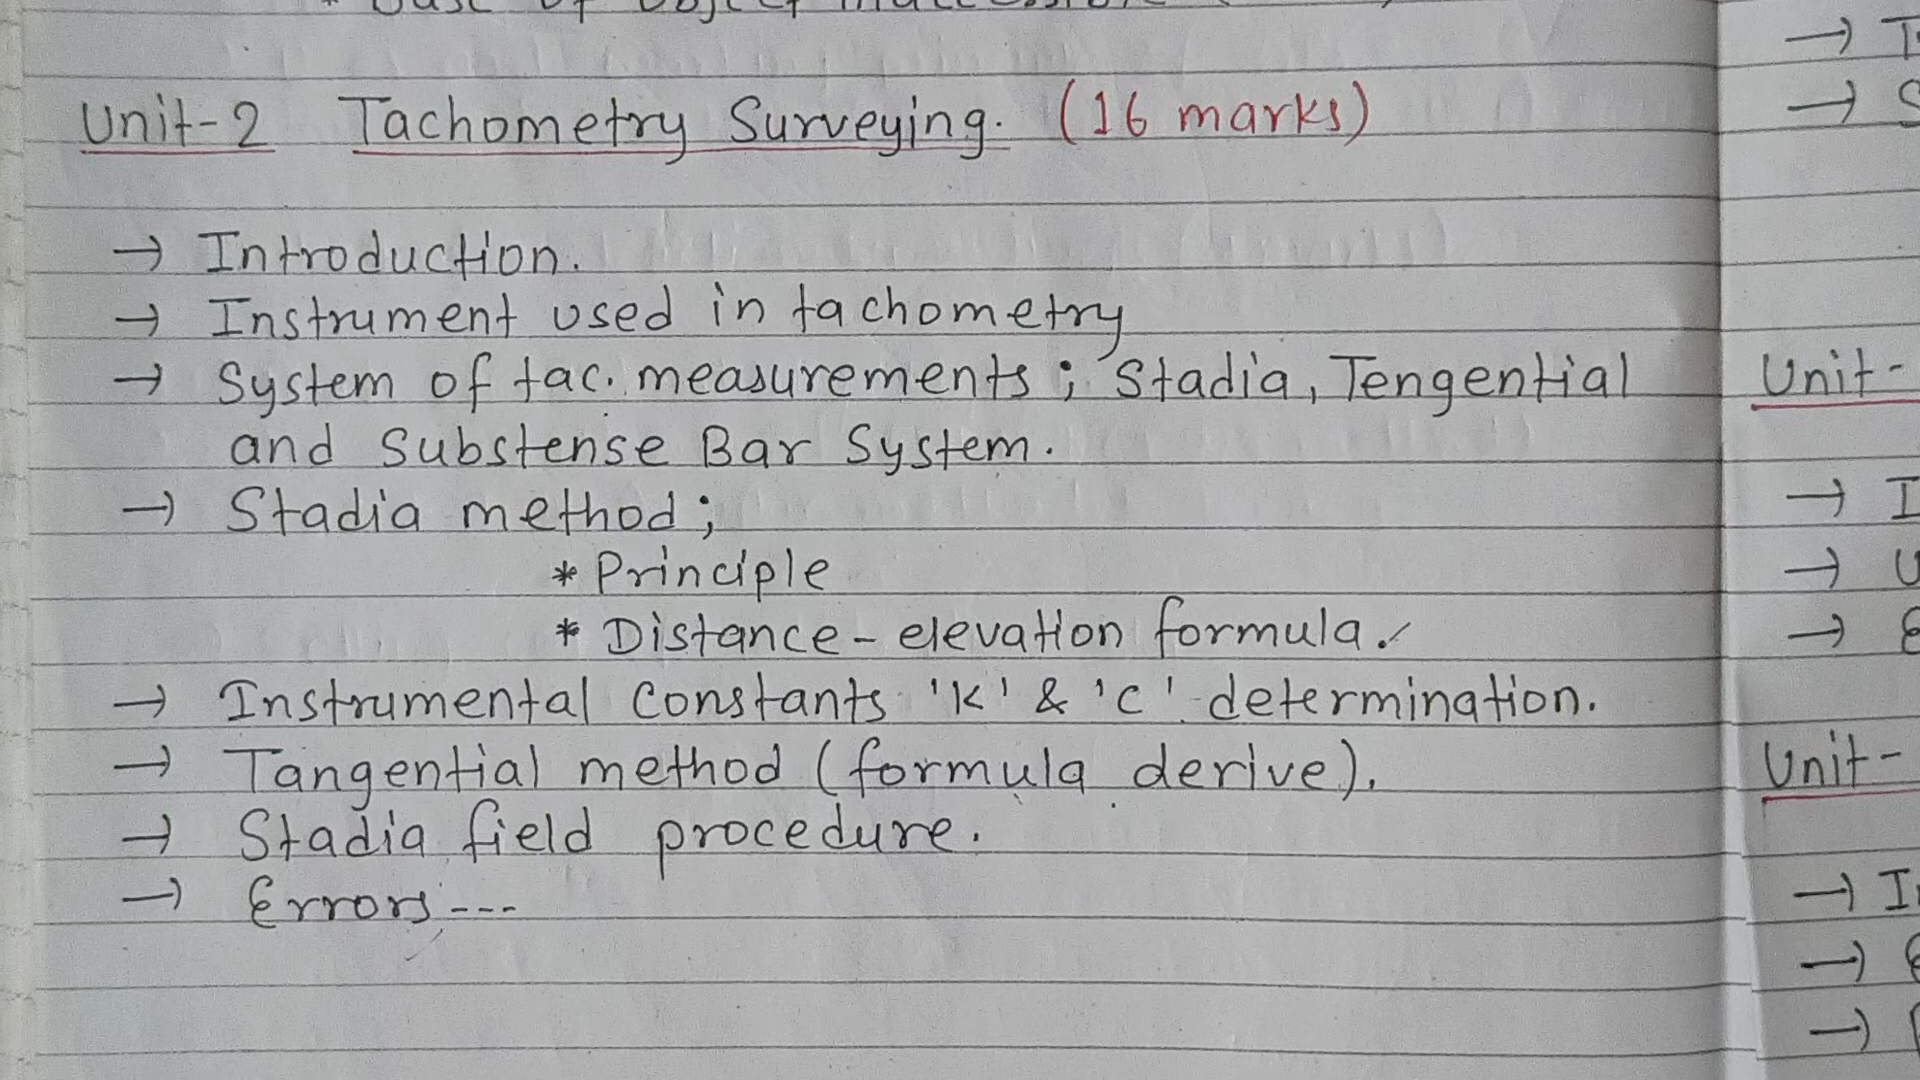 Unit-2 Tachometry Surveying. (16 marks)
→ Introduction.
→ Instrument used in tachometry
→ System of tac. measurements; Stadia, Tengential
and Substense Bar System.
→ Stadia method;
* Principle
* Distance-elevation formula.
→ Instrumental Constants 'K' & 'C' determination.
→ Tangential method (formula derive).
→ Stadia field procedure.
→ Errors ---
Unit-
Unit-